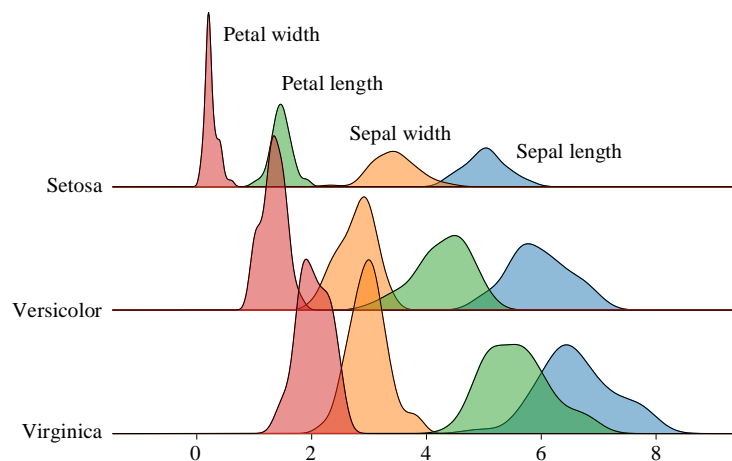 Petal width
Petal length
Sepal width
Sepal length
Setosa
Versicolor
Virginica
0 2 4 6 8